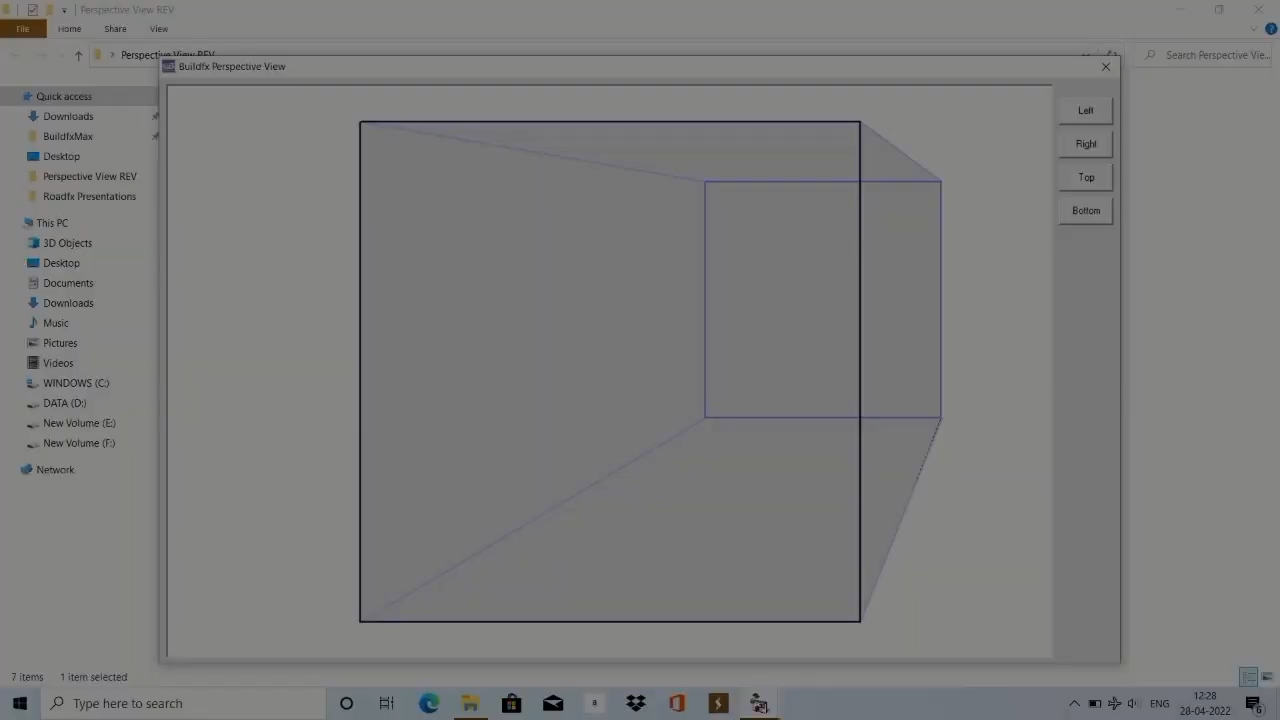 Perspective View REV
File
Home
Share
View
Perspective View REV
Search Perspective Vie...
Buildfx Perspective View
Quick access
Downloads
BuildfxMax
Desktop
Perspective View REV
Roadfx Presentations
This PC
3D Objects
Desktop
Documents
Downloads
Music
Pictures
Videos
WINDOWS (C:)
DATA (D:)
New Volume (E:)
New Volume (F:)
Network
Left
Right
Top
Bottom
7 items
1 item selected
Type here to search
a
ENG
12:28
28-04-2022
6